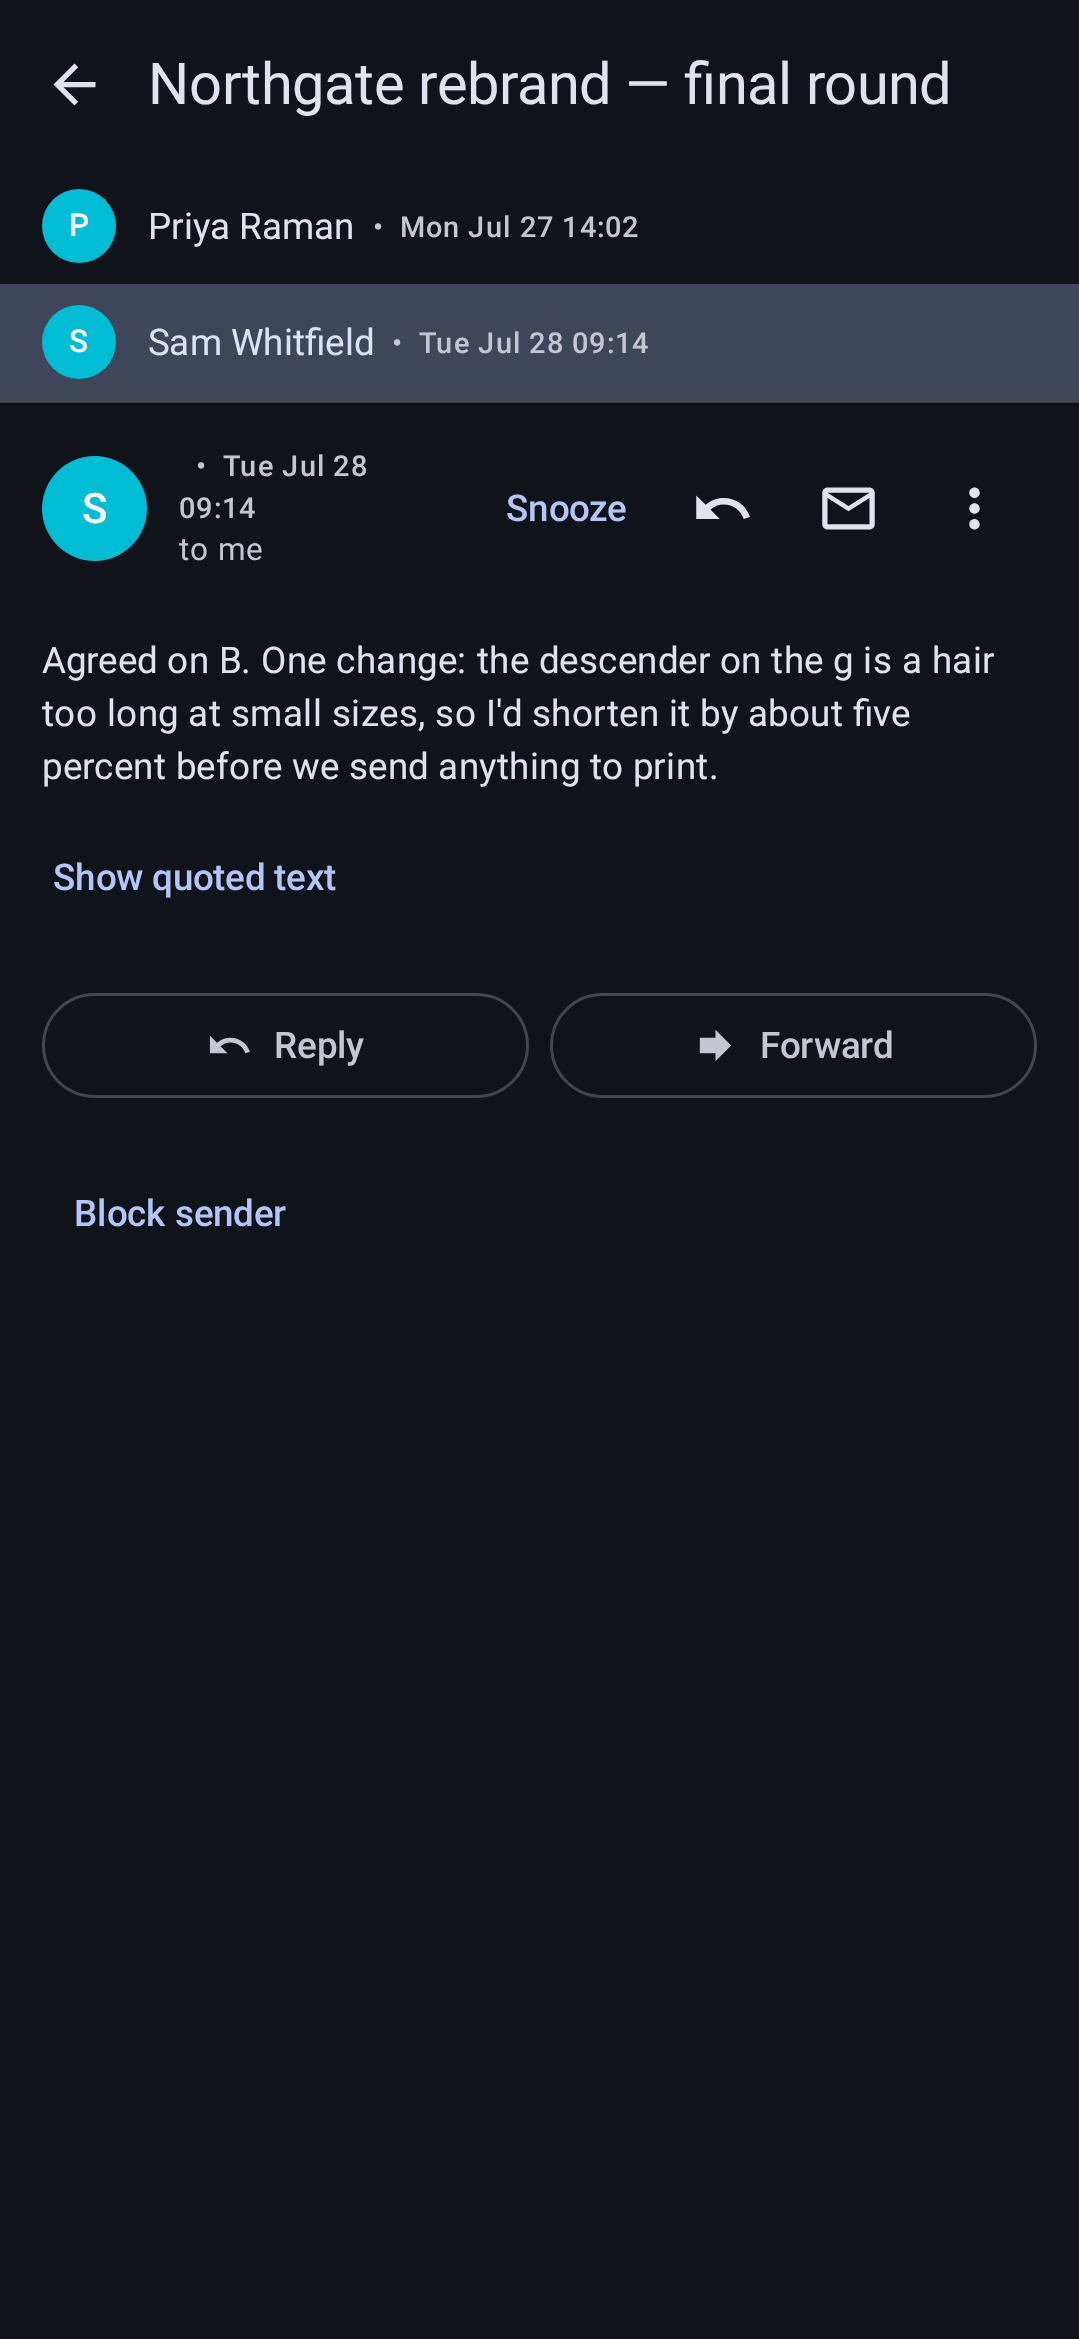 Northgate rebrand — final round
P
Priya Raman • Mon Jul 27 14:02
S
Sam Whitfield • Tue Jul 28 09:14
S
• Tue Jul 28
09:14
to me
Snooze
Agreed on B. One change: the descender on the g is a hair
too long at small sizes, so I'd shorten it by about five
percent before we send anything to print.
Show quoted text
Reply
Forward
Block sender